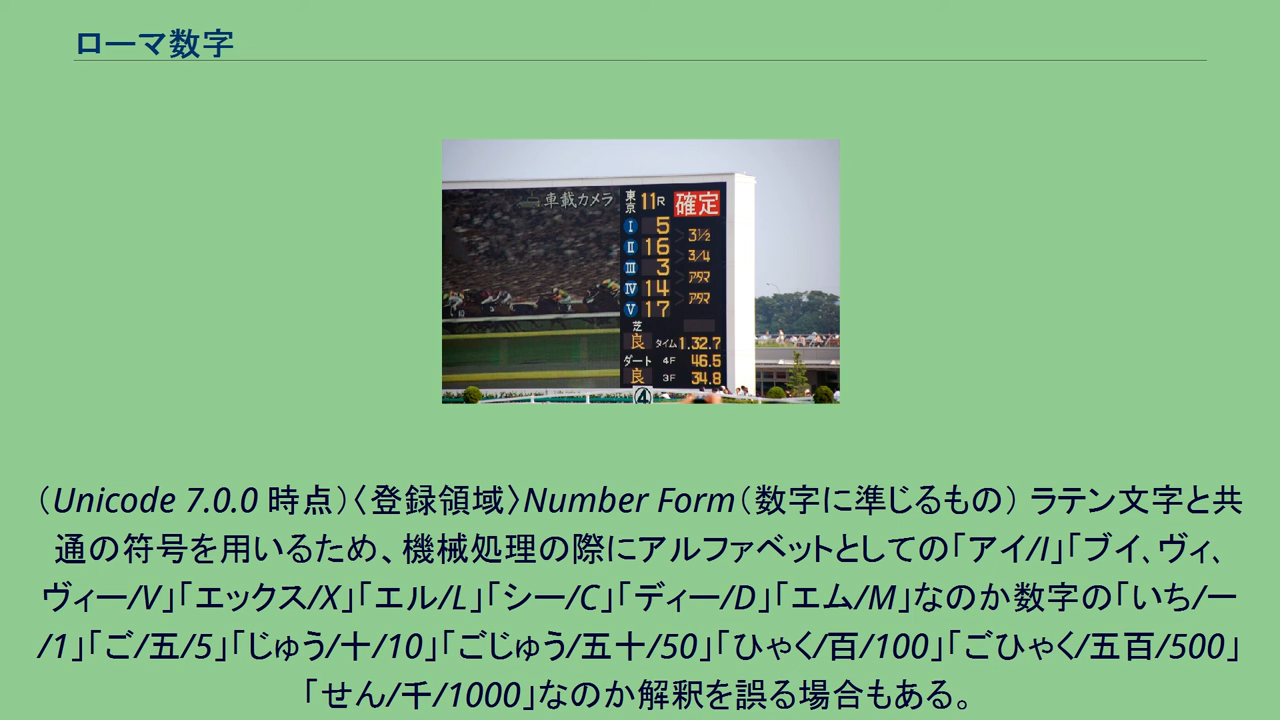 ローマ数字
車載カメラ
東京 11R 確定
Ⅰ 5
3 1/2
Ⅱ 16
3/4
Ⅲ 3
アタマ
Ⅳ 14
アタマ
Ⅴ 17
芝
良 タイム 1.32.7
ダート 4F 46.5
良 3F 34.8
④
（Unicode 7.0.0 時点）〈登録領域〉Number Form（数字に準じるもの） ラテン文字と共
通の符号を用いるため、機械処理の際にアルファベットとしての「アイ/I」「ブイ、ヴィ、
ヴィー/V」「エックス/X」「エル/L」「シー/C」「ディー/D」「エム/M」なのか数字の「いち/一
/1」「ご/五/5」「じゅう/十/10」「ごじゅう/五十/50」「ひゃく/百/100」「ごひゃく/五百/500」
「せん/千/1000」なのか解釈を誤る場合もある。